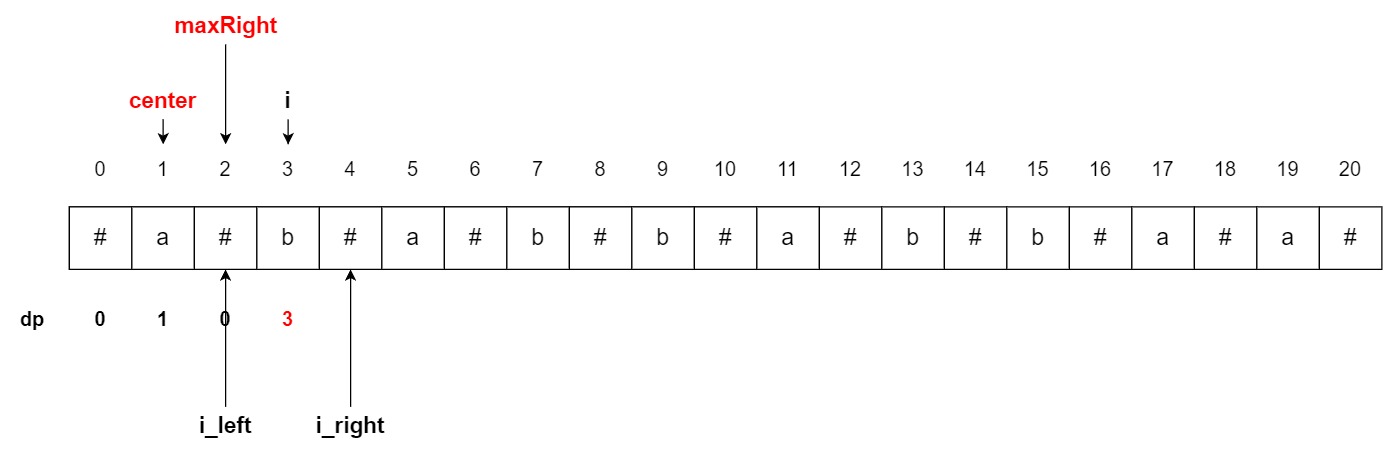 maxRight
center i
0 1 2 3 4 5 6 7 8 9 10 11 12 13 14 15 16 17 18 19 20
# a # b # a # b # b # a # b # b # a # a #
dp 0 1 0 3
i_left i_right